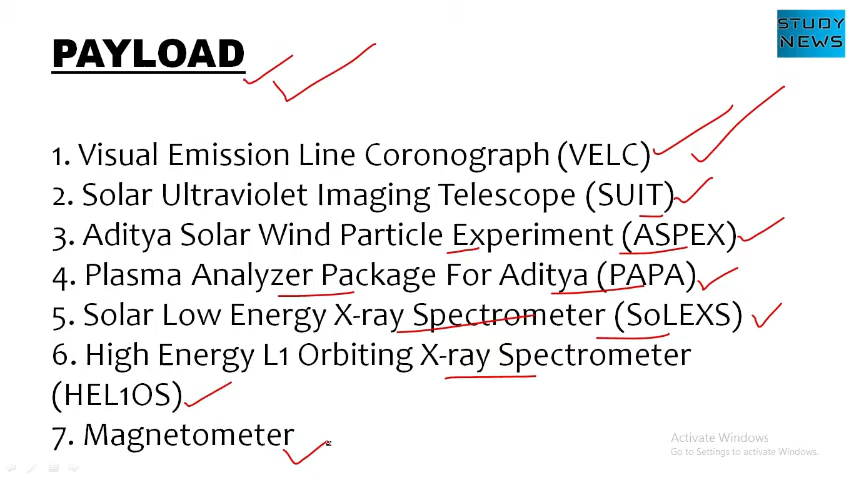 STUDY
NEWS
PAYLOAD
1. Visual Emission Line Coronograph (VELC)
2. Solar Ultraviolet Imaging Telescope (SUIT)
3. Aditya Solar Wind Particle Experiment (ASPEX)
4. Plasma Analyzer Package For Aditya (PAPA)
5. Solar Low Energy X-ray Spectrometer (SoLEXS)
6. High Energy L1 Orbiting X-ray Spectrometer
(HEL1OS)
7. Magnetometer
Activate Windows
Go to Settings to activate Windows.